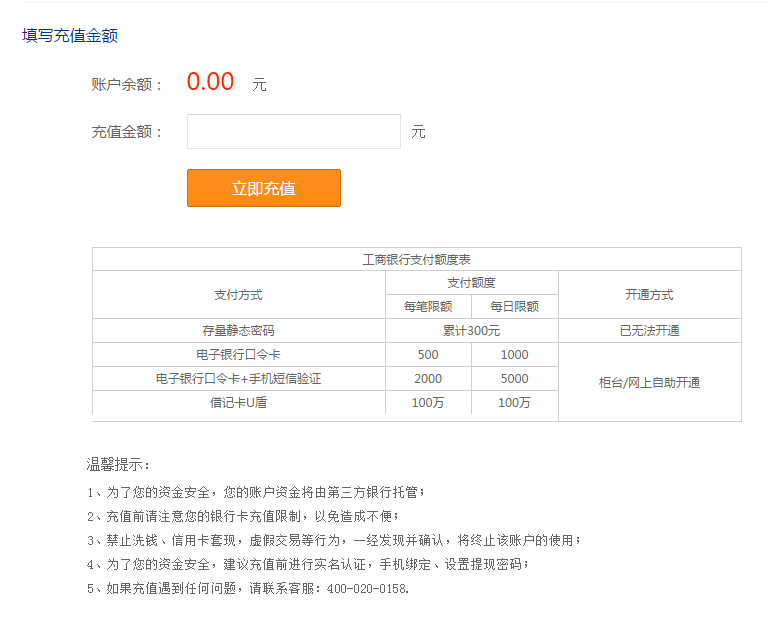 填写充值金额
账户余额： 0.00 元
充值金额： 元
立即充值
工商银行支付额度表
支付方式 支付额度 开通方式
每笔限额 每日限额
存量静态密码 累计300元 已无法开通
电子银行口令卡 500 1000
电子银行口令卡+手机短信验证 2000 5000 柜台/网上自助开通
借记卡U盾 100万 100万
温馨提示：
1、为了您的资金安全，您的账户资金将由第三方银行托管；
2、充值前请注意您的银行卡充值限制，以免造成不便；
3、禁止洗钱、信用卡套现，虚假交易等行为，一经发现并确认，将终止该账户的使用；
4、为了您的资金安全，建议充值前进行实名认证，手机绑定、设置提现密码；
5、如果充值遇到任何问题，请联系客服：400-020-0158.